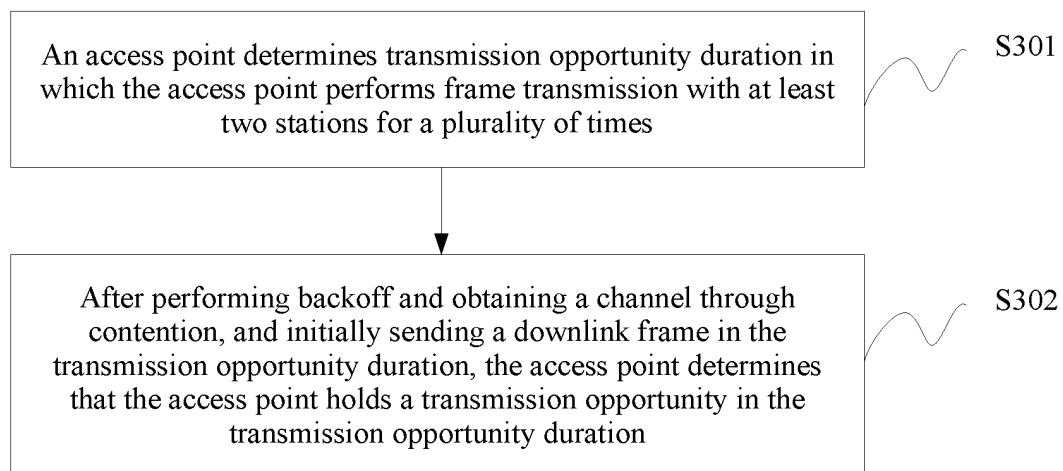 An access point determines transmission opportunity duration in
which the access point performs frame transmission with at least
two stations for a plurality of times
S301
After performing backoff and obtaining a channel through
contention, and initially sending a downlink frame in the
transmission opportunity duration, the access point determines
that the access point holds a transmission opportunity in the
transmission opportunity duration
S302